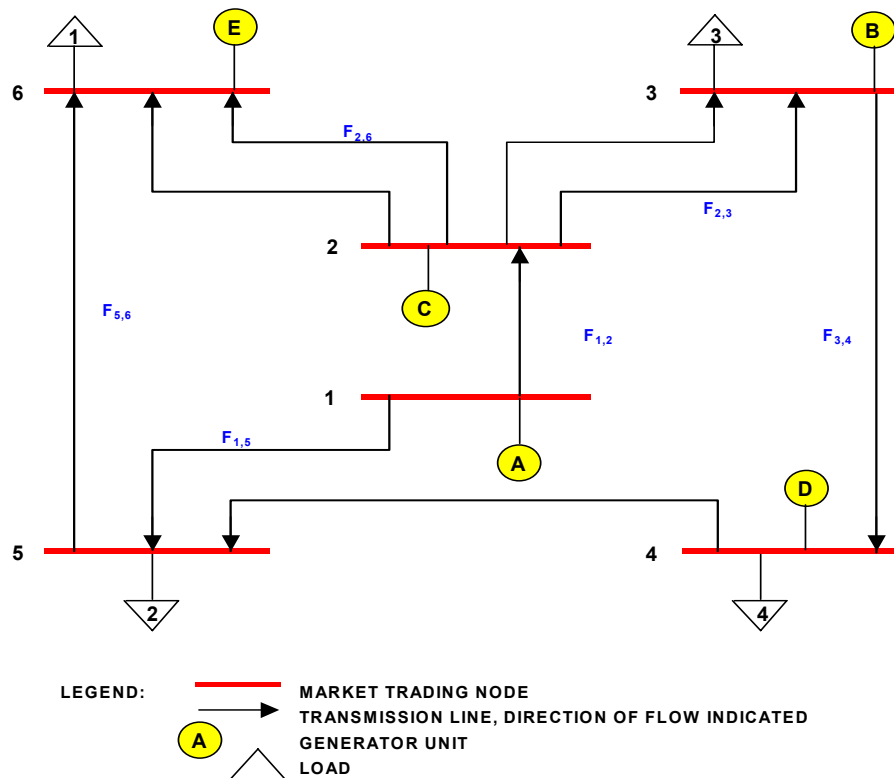 1
E
3
B
6
3
F2,6
F2,3
2
C
F5,6
F1,2
F3,4
1
F1,5
A
D
5
4
2
4
LEGEND:
MARKET TRADING NODE
TRANSMISSION LINE, DIRECTION OF FLOW INDICATED
A
GENERATOR UNIT
LOAD